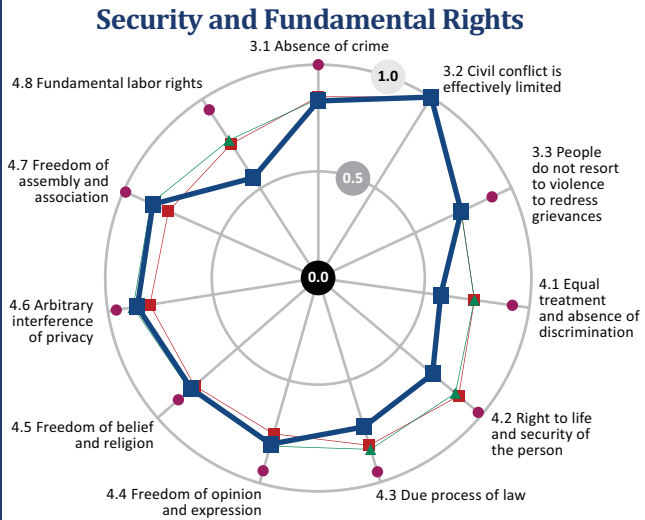 Security and Fundamental Rights
3.1 Absence of crime
1.0
3.2 Civil conflict is
effectively limited
4.8 Fundamental labor rights
3.3 People
do not resort
to violence
to redress
grievances
4.7 Freedom of
assembly and
association
0.5
0.0
4.1 Equal
treatment
and absence of
discrimination
4.6 Arbitrary
interference
of privacy
4.2 Right to life
and security of
the person
4.5 Freedom of belief
and religion
4.4 Freedom of opinion
and expression
4.3 Due process of law